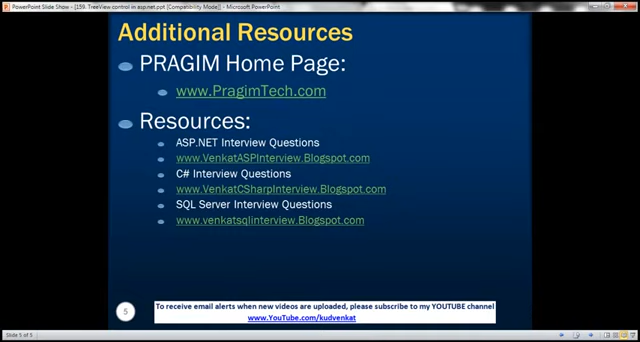 PowerPoint Slide Show - [159. TreeView control in asp.net.ppt [Compatibility Mode]] - Microsoft PowerPoint
Additional Resources
PRAGIM Home Page:
www.PragimTech.com
Resources:
ASP.NET Interview Questions
www.VenkatASPInterview.Blogspot.com
C# Interview Questions
www.VenkatCSharpInterview.Blogspot.com
SQL Server Interview Questions
www.venkatsqlinterview.Blogspot.com
5
To receive email alerts when new videos are uploaded, please subscribe to my YOUTUBE channel
www.YouTube.com/kudvenkat
Slide 5 of 5